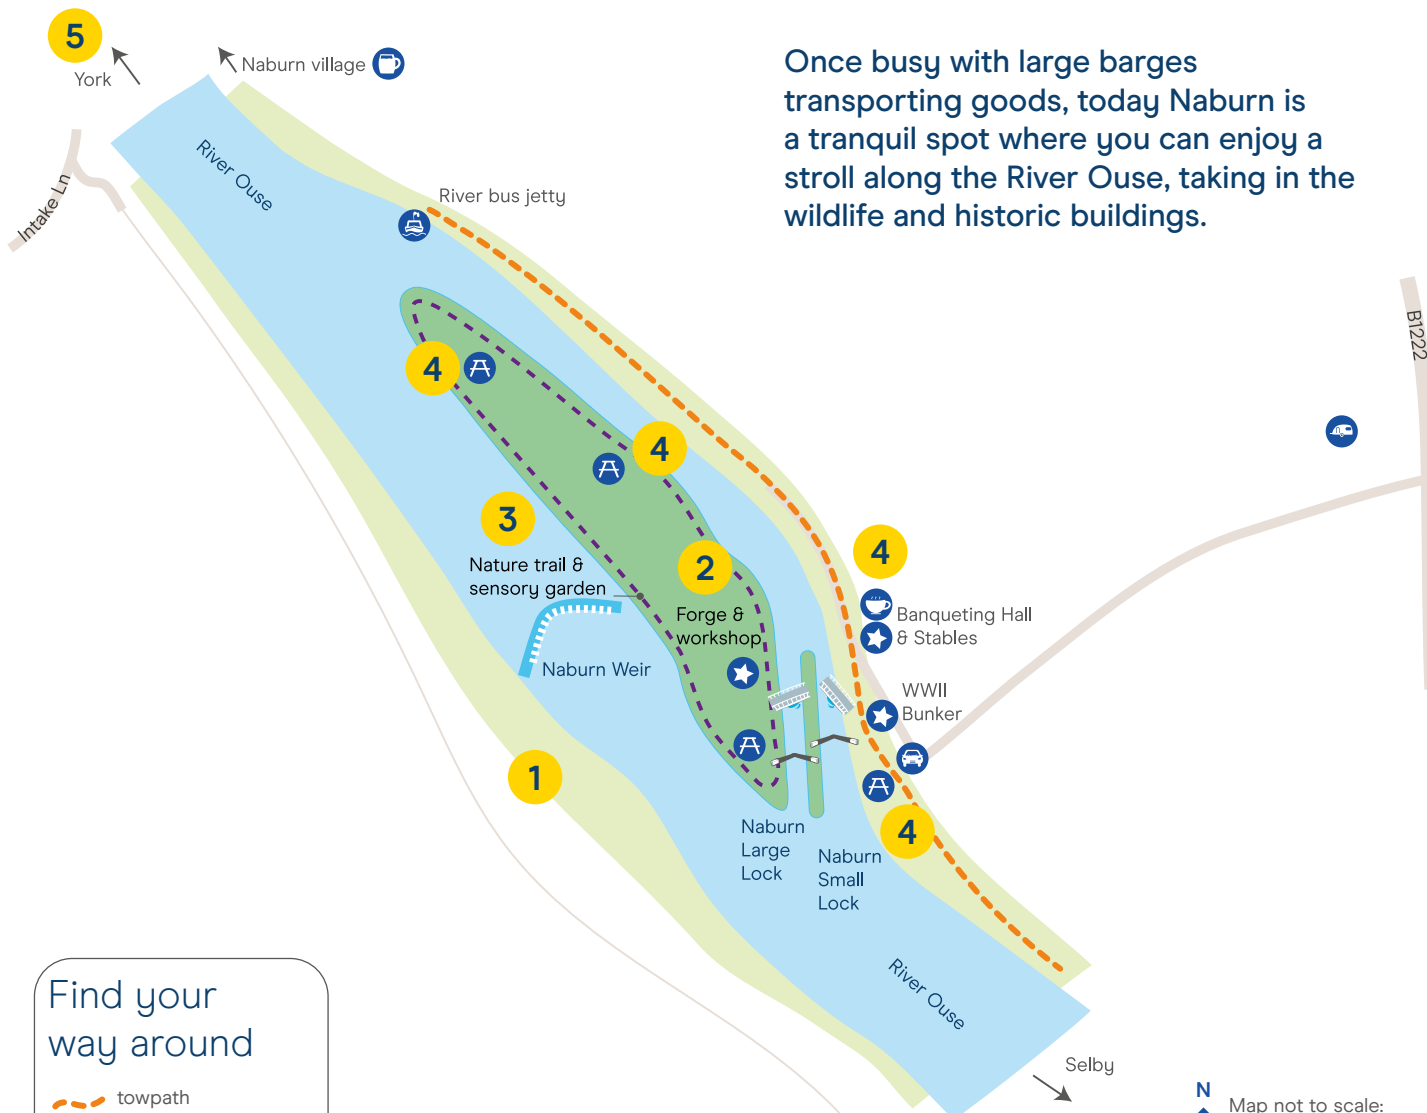 5
York
Naburn village
Once busy with large barges
transporting goods, today Naburn is
a tranquil spot where you can enjoy a
stroll along the River Ouse, taking in the
wildlife and historic buildings.
River Ouse
Intake Ln
River bus jetty
B1222
4
4
3
Nature trail &
sensory garden
2
Forge &
workshop
4
Banqueting Hall
& Stables
Naburn Weir
WWII
Bunker
1
4
Naburn
Large
Lock
Naburn
Small
Lock
River Ouse
Selby
Find your
way around
towpath
N
Map not to scale: